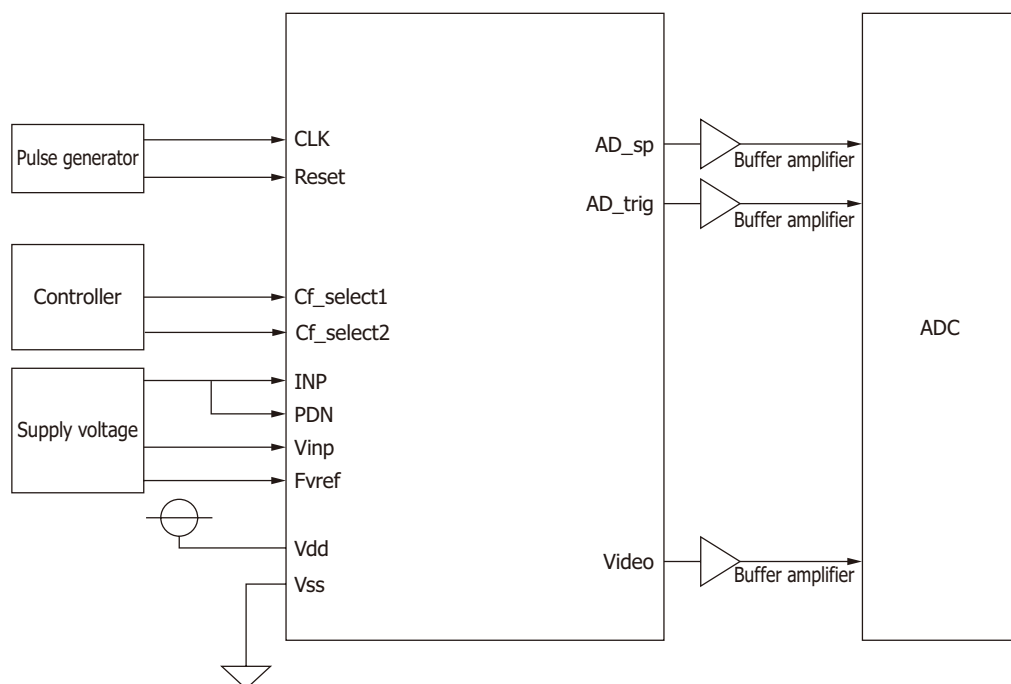 Pulse generator
CLK
Reset
AD_sp
Buffer amplifier
AD_trig
Buffer amplifier
Controller
Cf_select1
Cf_select2
ADC
Supply voltage
INP
PDN
Vinp
Fvref
Vdd
Vss
Video
Buffer amplifier